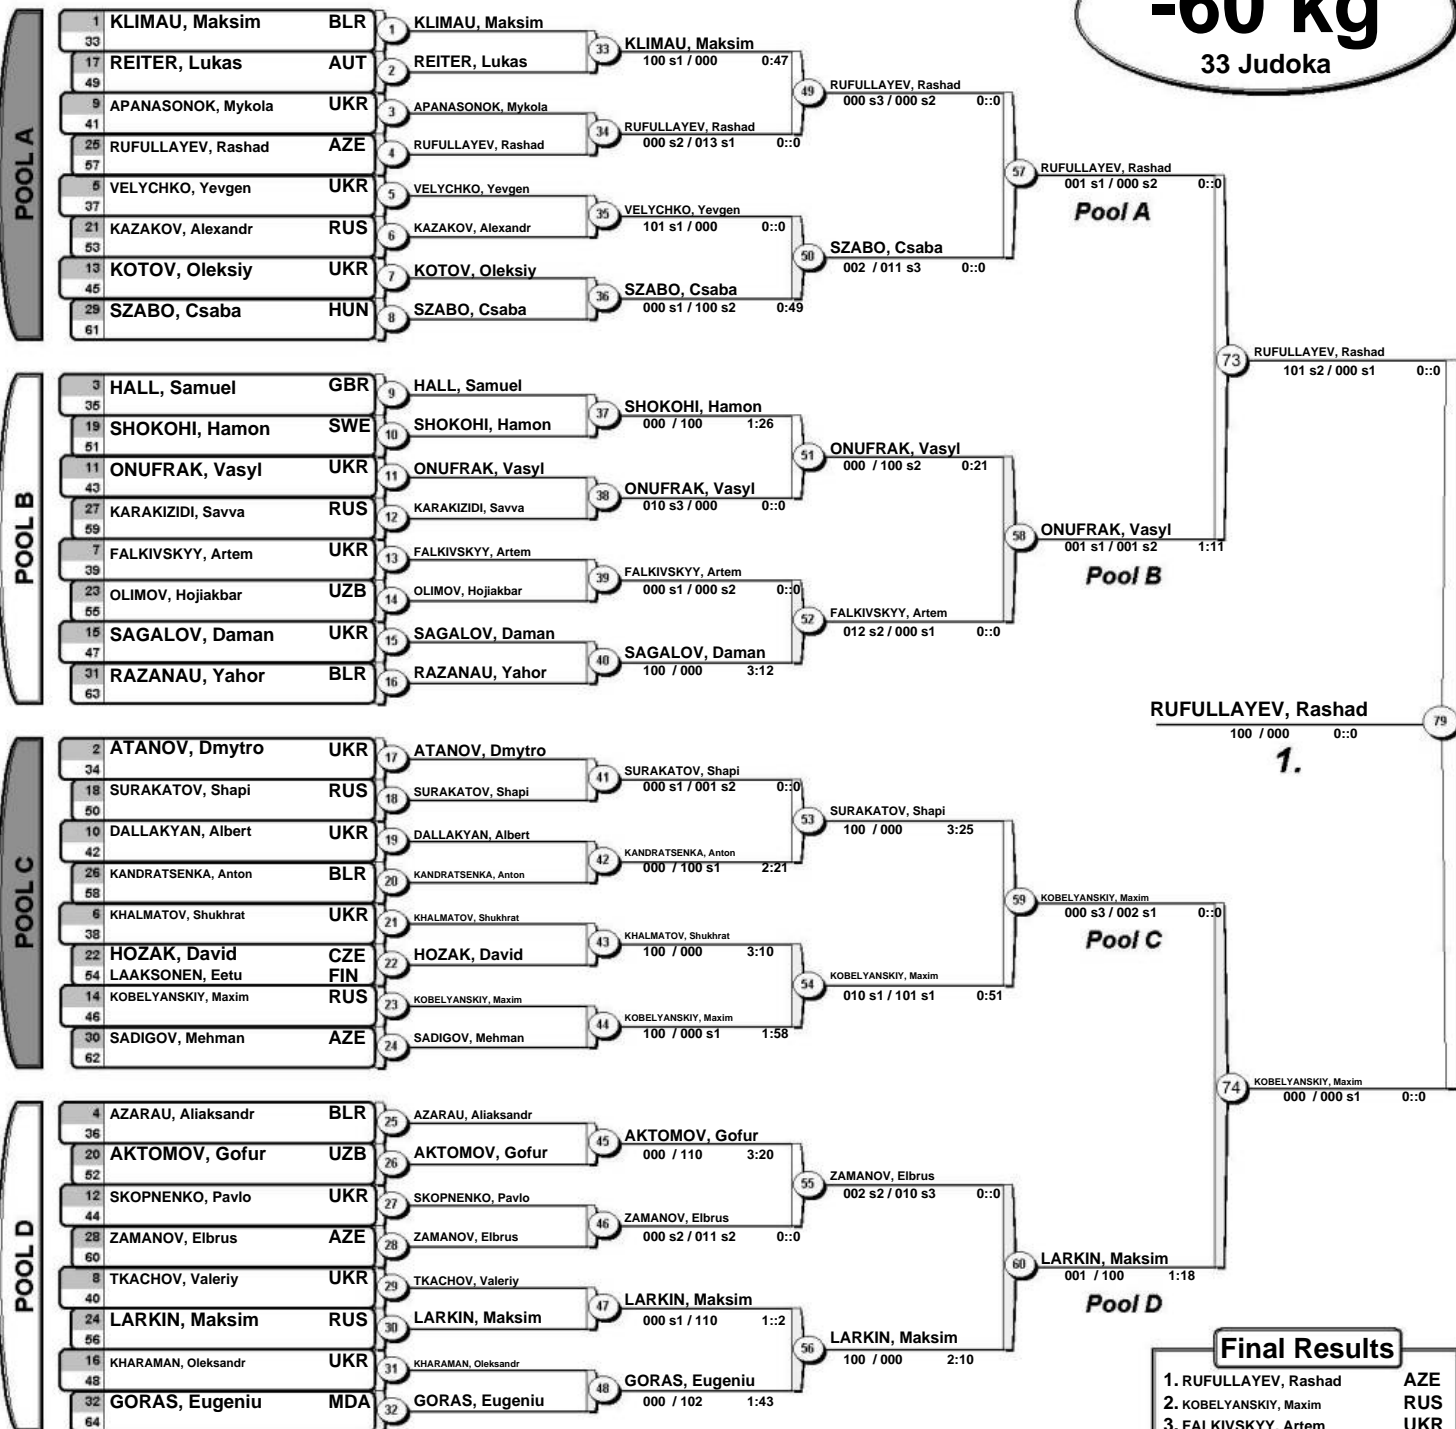 -60 kg
33 Judoka
POOL A
1 KLIMAU, Maksim BLR
33
17 REITER, Lukas AUT
49
9 APANASONOK, Mykola UKR
41
25 RUFULLAYEV, Rashad AZE
57
5 VELYCHKO, Yevgen UKR
37
21 KAZAKOV, Alexandr RUS
53
13 KOTOV, Oleksiy UKR
45
29 SZABO, Csaba HUN
61
1 KLIMAU, Maksim
2 REITER, Lukas
3 APANASONOK, Mykola
4 RUFULLAYEV, Rashad
5 VELYCHKO, Yevgen
6 KAZAKOV, Alexandr
7 KOTOV, Oleksiy
8 SZABO, Csaba
33 KLIMAU, Maksim
100 s1 / 000 0:47
34 RUFULLAYEV, Rashad
000 s2 / 013 s1 0::0
35 VELYCHKO, Yevgen
101 s1 / 000 0::0
36 SZABO, Csaba
000 s1 / 100 s2 0:49
49 RUFULLAYEV, Rashad
000 s3 / 000 s2 0::0
50 SZABO, Csaba
002 / 011 s3 0::0
57 RUFULLAYEV, Rashad
001 s1 / 000 s2 0::0
Pool A
POOL B
3 HALL, Samuel GBR
35
19 SHOKOHI, Hamon SWE
51
11 ONUFRAK, Vasyl UKR
43
27 KARAKIZIDI, Savva RUS
59
7 FALKIVSKYY, Artem UKR
39
23 OLIMOV, Hojiakbar UZB
55
15 SAGALOV, Daman UKR
47
31 RAZANAU, Yahor BLR
63
9 HALL, Samuel
10 SHOKOHI, Hamon
11 ONUFRAK, Vasyl
12 KARAKIZIDI, Savva
13 FALKIVSKYY, Artem
14 OLIMOV, Hojiakbar
15 SAGALOV, Daman
16 RAZANAU, Yahor
37 SHOKOHI, Hamon
000 / 100 1:26
38 ONUFRAK, Vasyl
010 s3 / 000 0::0
39 FALKIVSKYY, Artem
000 s1 / 000 s2 0::0
40 SAGALOV, Daman
100 / 000 3:12
51 ONUFRAK, Vasyl
000 / 100 s2 0:21
52 FALKIVSKYY, Artem
012 s2 / 000 s1 0::0
58 ONUFRAK, Vasyl
001 s1 / 001 s2 1:11
Pool B
73 RUFULLAYEV, Rashad
101 s2 / 000 s1 0::0
RUFULLAYEV, Rashad 79
100 / 000 0::0
1.
POOL C
2 ATANOV, Dmytro UKR
34
18 SURAKATOV, Shapi RUS
50
10 DALLAKYAN, Albert UKR
42
26 KANDRATSENKA, Anton BLR
58
6 KHALMATOV, Shukhrat UKR
38
22 HOZAK, David CZE
54 LAAKSONEN, Eetu FIN
14 KOBELYANSKIY, Maxim RUS
46
30 SADIGOV, Mehman AZE
62
17 ATANOV, Dmytro
18 SURAKATOV, Shapi
19 DALLAKYAN, Albert
20 KANDRATSENKA, Anton
21 KHALMATOV, Shukhrat
22 HOZAK, David
23 KOBELYANSKIY, Maxim
24 SADIGOV, Mehman
41 SURAKATOV, Shapi
000 s1 / 001 s2 0::0
42 KANDRATSENKA, Anton
000 / 100 s1 2:21
43 KHALMATOV, Shukhrat
100 / 000 3:10
44 KOBELYANSKIY, Maxim
100 / 000 s1 1:58
53 SURAKATOV, Shapi
100 / 000 3:25
54 KOBELYANSKIY, Maxim
010 s1 / 101 s1 0:51
59 KOBELYANSKIY, Maxim
000 s3 / 002 s1 0::0
Pool C
POOL D
4 AZARAU, Aliaksandr BLR
36
20 AKTOMOV, Gofur UZB
52
12 SKOPNENKO, Pavlo UKR
44
28 ZAMANOV, Elbrus AZE
60
8 TKACHOV, Valeriy UKR
40
24 LARKIN, Maksim RUS
56
16 KHARAMAN, Oleksandr UKR
48
32 GORAS, Eugeniu MDA
64
25 AZARAU, Aliaksandr
26 AKTOMOV, Gofur
27 SKOPNENKO, Pavlo
28 ZAMANOV, Elbrus
29 TKACHOV, Valeriy
30 LARKIN, Maksim
31 KHARAMAN, Oleksandr
32 GORAS, Eugeniu
45 AKTOMOV, Gofur
000 / 110 3:20
46 ZAMANOV, Elbrus
000 s2 / 011 s2 0::0
47 LARKIN, Maksim
000 s1 / 110 1::2
48 GORAS, Eugeniu
000 / 102 1:43
55 ZAMANOV, Elbrus
002 s2 / 010 s3 0::0
56 LARKIN, Maksim
100 / 000 2:10
60 LARKIN, Maksim
001 / 100 1:18
Pool D
74 KOBELYANSKIY, Maxim
000 / 000 s1 0::0
Final Results
1. RUFULLAYEV, Rashad AZE
2. KOBELYANSKIY, Maxim RUS
3. FALKIVSKYY, Artem UKR